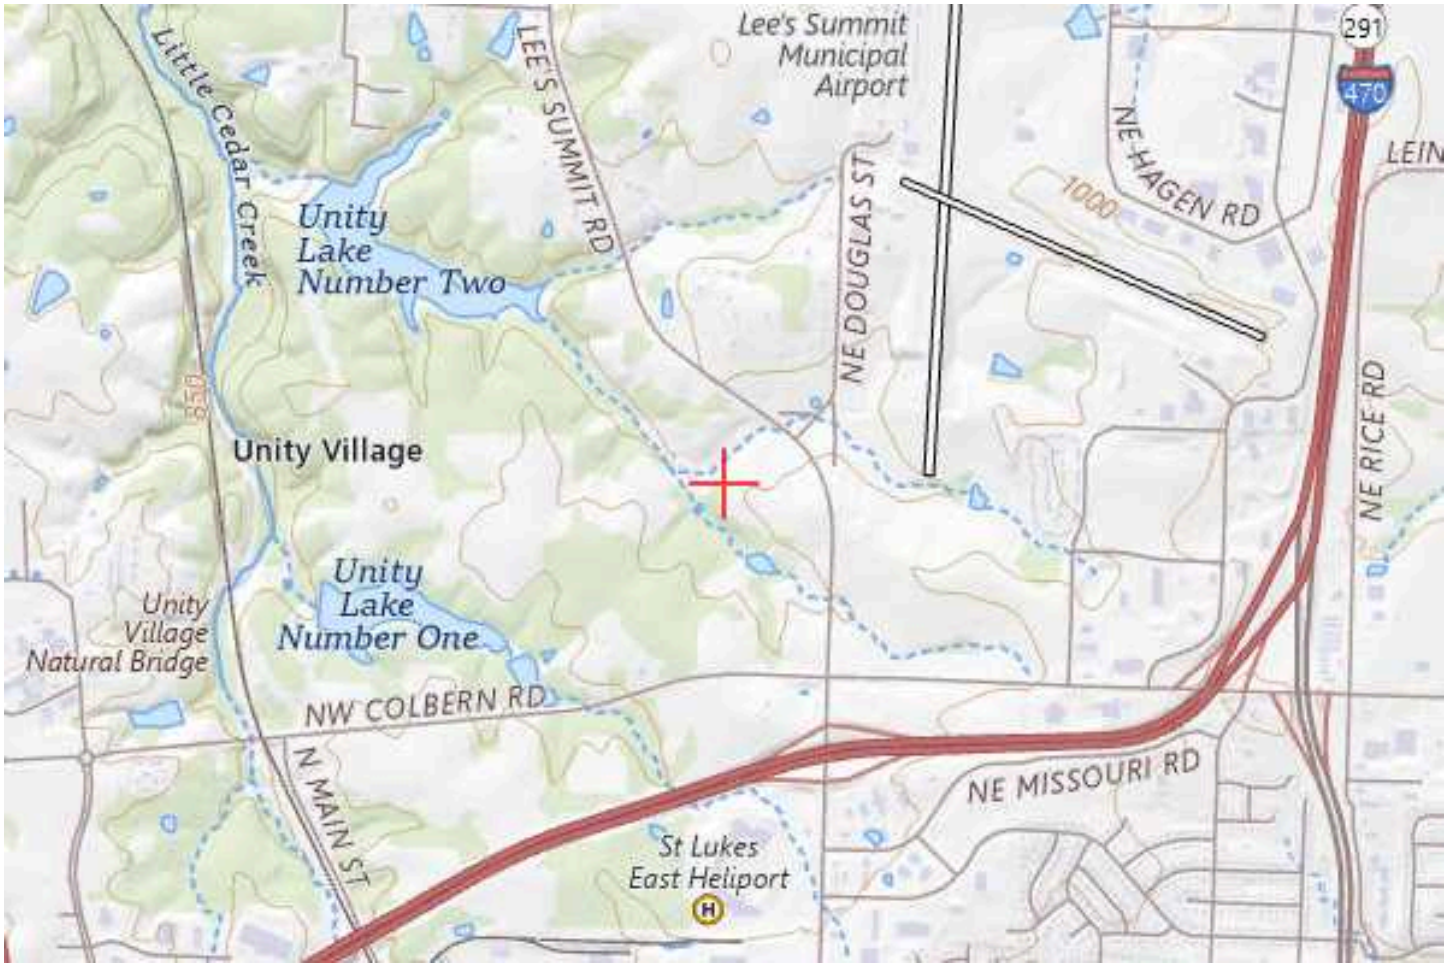 Lee's Summit
Municipal
Airport
291
470
LEE'S SUMMIT RD
Little Cedar Creek
NE HAGEN RD
LEIN
NE DOUGLAS ST
1000
Unity
Lake
Number Two
850
NE RICE RD
Unity Village
Unity
Lake
Number One
Unity
Village
Natural Bridge
NW COLBERN RD
N MAIN ST
NE MISSOURI RD
St Lukes
East Heliport
H